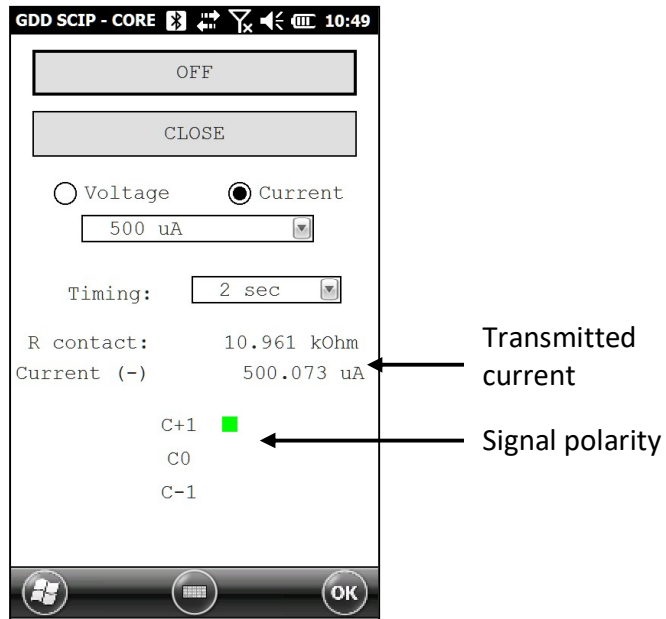 GDD SCIP - CORE 10:49
OFF
CLOSE
Voltage Current
500 uA
Timing: 2 sec
R contact: 10.961 kOhm
Current (-) 500.073 uA
C+1
C0
C-1
OK
Transmitted
current
Signal polarity